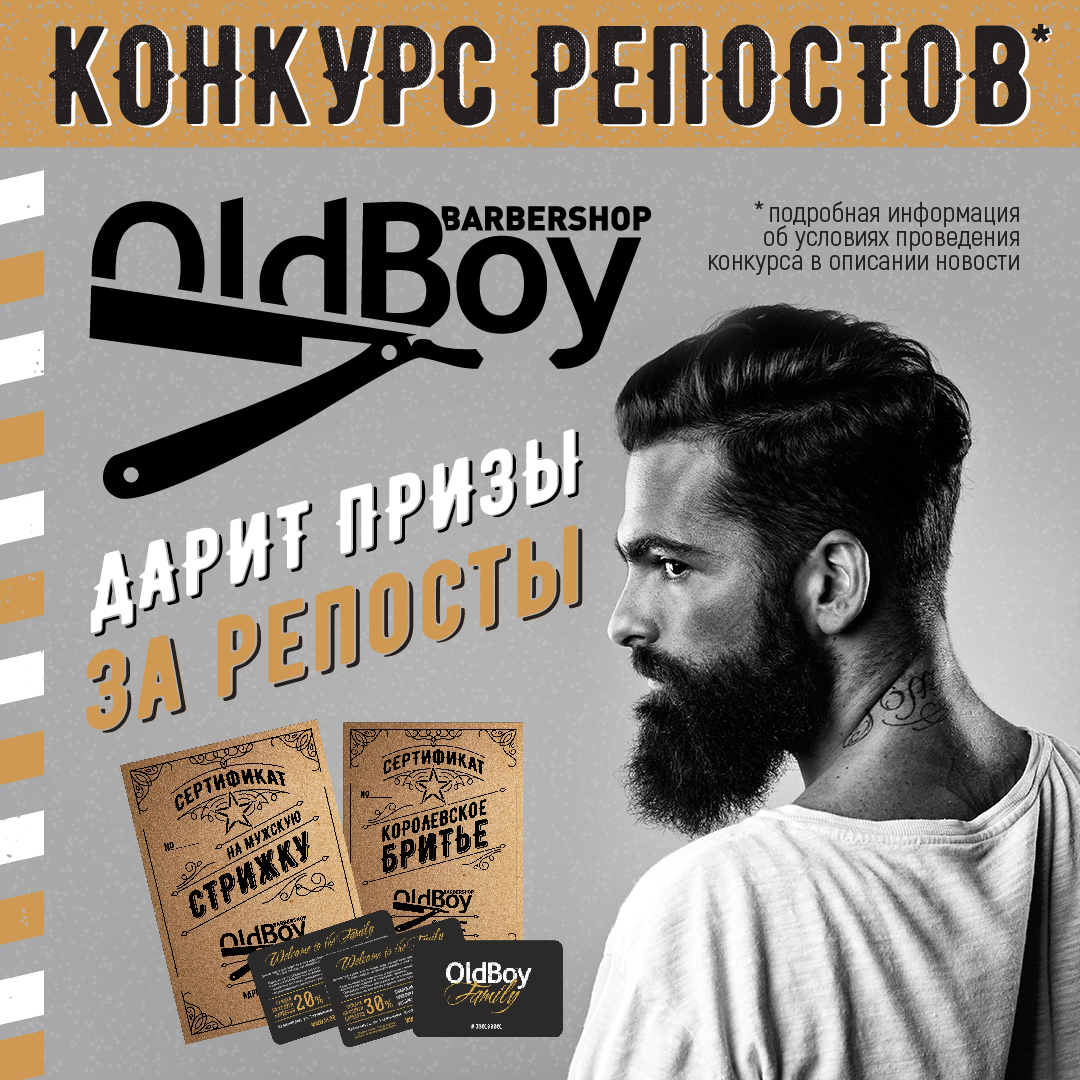 КОНКУРС РЕПОСТОВ*
OldBoy
BARBERSHOP
* подробная информация
об условиях проведения
конкурса в описании новости
ДАРИТ ПРИЗЫ
ЗА РЕПОСТЫ
СЕРТИФИКАТ
№
НА МУЖСКУЮ
СТРИЖКУ
OldBoy
BARBERSHOP
СЕРТИФИКАТ
№
КОРОЛЕВСКОЕ
БРИТЬЕ
OldBoy
BARBERSHOP
Welcome to the Family
20%
Welcome to the Family
30%
OldBoy
Family